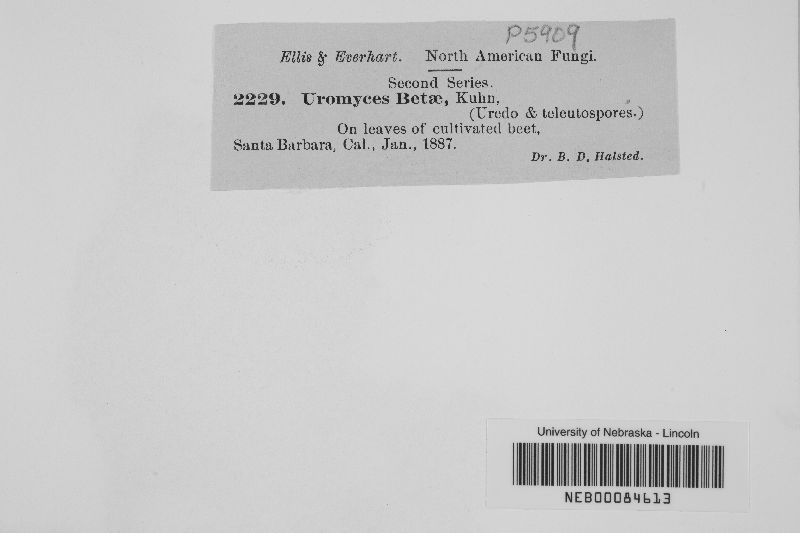 P5909
Ellis & Everhart. North American Fungi.
Second Series.
2229. Uromyces Betæ, Kuhn,
(Uredo & teleutospores.)
On leaves of cultivated beet,
Santa Barbara, Cal., Jan., 1887.
Dr. B. D. Halsted.
University of Nebraska - Lincoln
NEB00084613